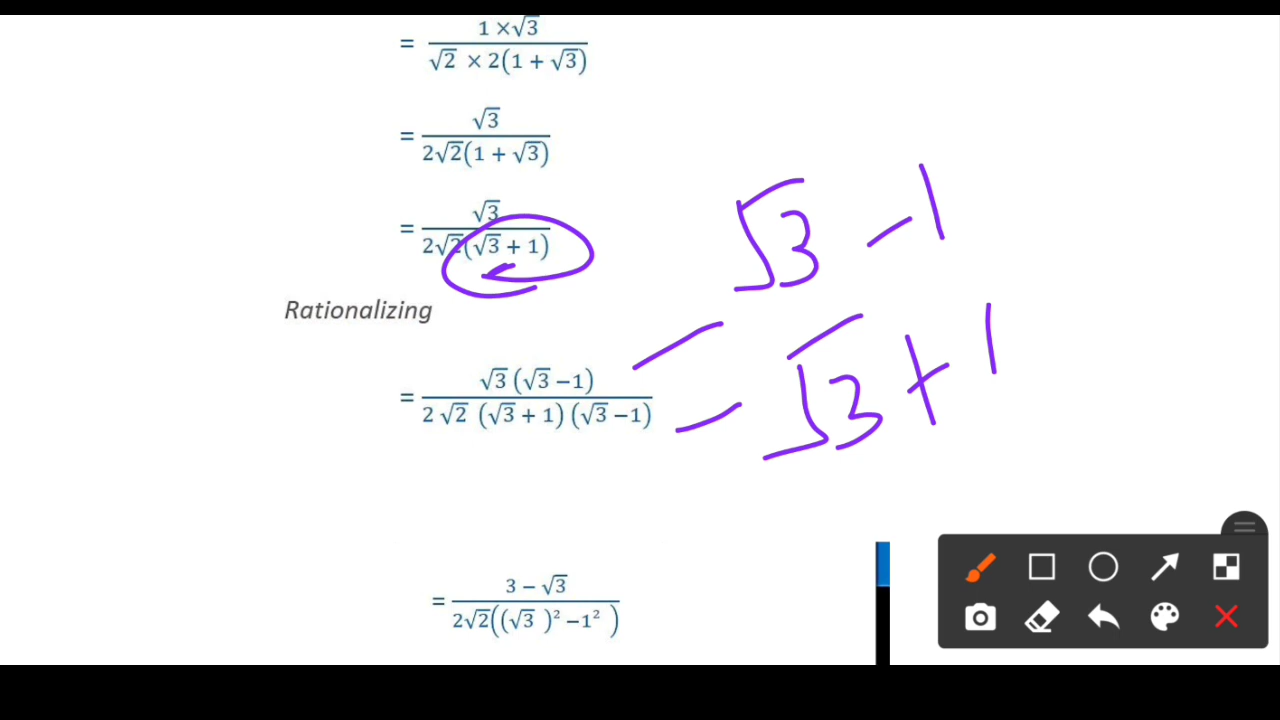 = (1 × √3) / (√2 × 2(1 + √3))
= √3 / (2√2(1 + √3))
= √3 / (2√2(√3 + 1))
√3 - 1
Rationalizing
= (√3 (√3 − 1)) / (2 √2 (√3 + 1) (√3 − 1))
- √3 + 1
= (3 − √3) / (2√2((√3 )² − 1² ))